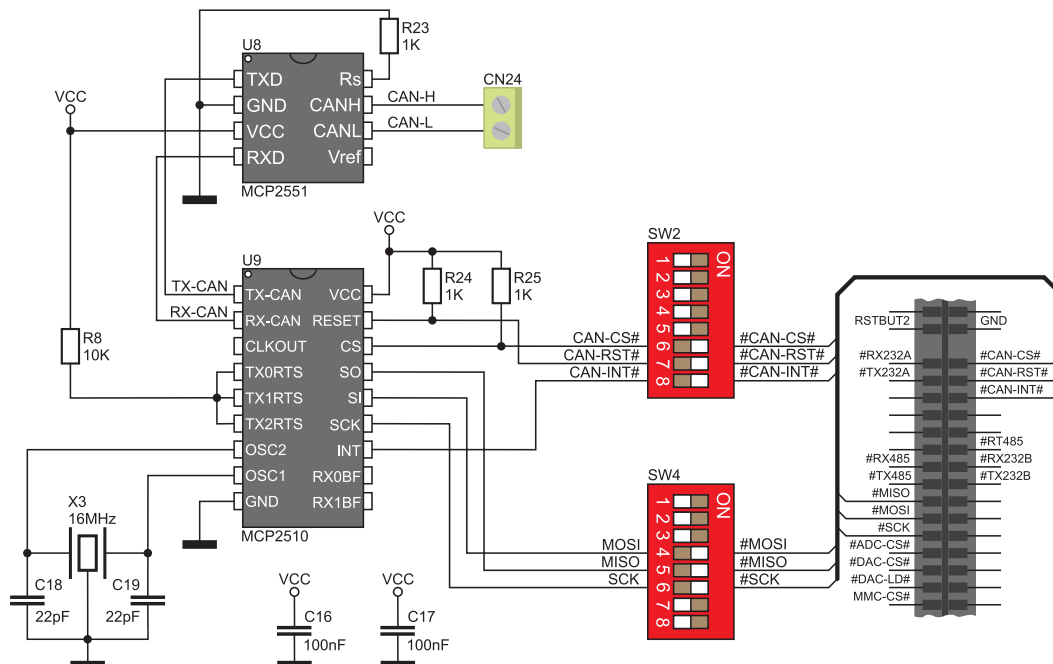 R23
1K
U8
TXD
GND
VCC
RXD
Rs
CANH
CANL
Vref
MCP2551
CAN-H
CAN-L
CN24
VCC
R8
10K
TX-CAN
RX-CAN
VCC
U9
TX-CAN
RX-CAN
CLKOUT
TX0RTS
TX1RTS
TX2RTS
OSC2
OSC1
GND
VCC
RESET
CS
SO
SI
SCK
INT
RX0BF
RX1BF
MCP2510
R24
1K
R25
1K
X3
16MHz
C18
22pF
C19
22pF
VCC
C16
100nF
VCC
C17
100nF
SW2
ON
1
2
3
4
5
6
7
8
CAN-CS#
CAN-RST#
CAN-INT#
#CAN-CS#
#CAN-RST#
#CAN-INT#
SW4
ON
1
2
3
4
5
6
7
8
MOSI
MISO
SCK
#MOSI
#MISO
#SCK
RSTBUT2
GND
#RX232A
#CAN-CS#
#TX232A
#CAN-RST#
#CAN-INT#
#RT485
#RX485
#RX232B
#TX485
#TX232B
#MISO
#MOSI
#SCK
#ADC-CS#
#DAC-CS#
#DAC-LD#
MMC-CS#